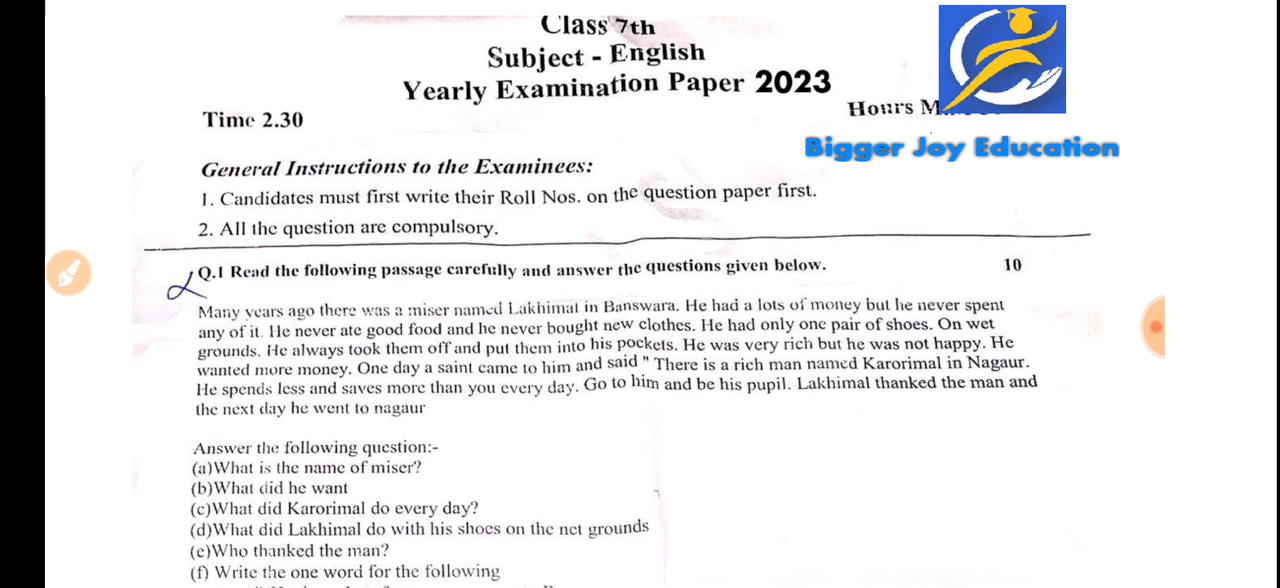 Class 7th
Subject - English
Yearly Examination Paper 2023
Time 2.30
Hours
Bigger Joy Education
General Instructions to the Examinees:
1. Candidates must first write their Roll Nos. on the question paper first.
2. All the question are compulsory.
Q.1 Read the following passage carefully and answer the questions given below. 10
Many years ago there was a miser named Lakhimal in Banswara. He had a lots of money but he never spent
any of it. He never ate good food and he never bought new clothes. He had only one pair of shoes. On wet
grounds. He always took them off and put them into his pockets. He was very rich but he was not happy. He
wanted more money. One day a saint came to him and said " There is a rich man named Karorimal in Nagaur.
He spends less and saves more than you every day. Go to him and be his pupil. Lakhimal thanked the man and
the next day he went to nagaur
Answer the following question:-
(a)What is the name of miser?
(b)What did he want
(c)What did Karorimal do every day?
(d)What did Lakhimal do with his shoes on the net grounds
(e)Who thanked the man?
(f) Write the one word for the following